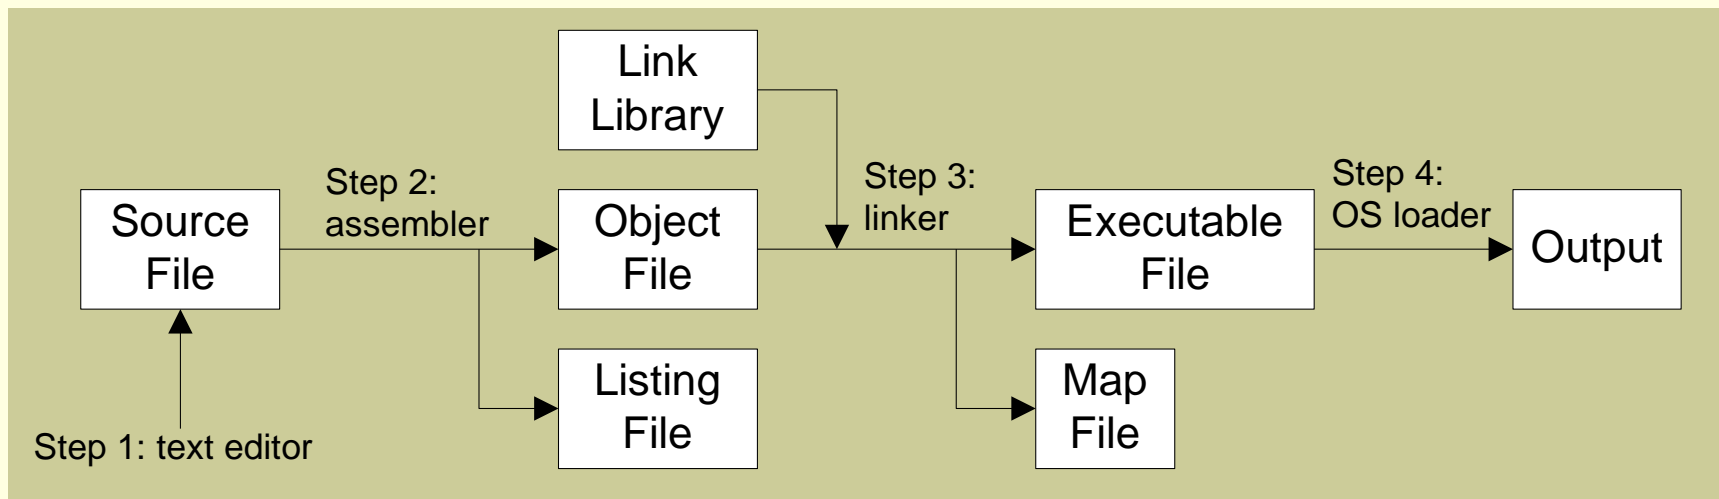 Link
Library
Step 2:
assembler
Step 3:
linker
Step 4:
OS loader
Source
File
Object
File
Executable
File
Output
Listing
File
Map
File
Step 1: text editor